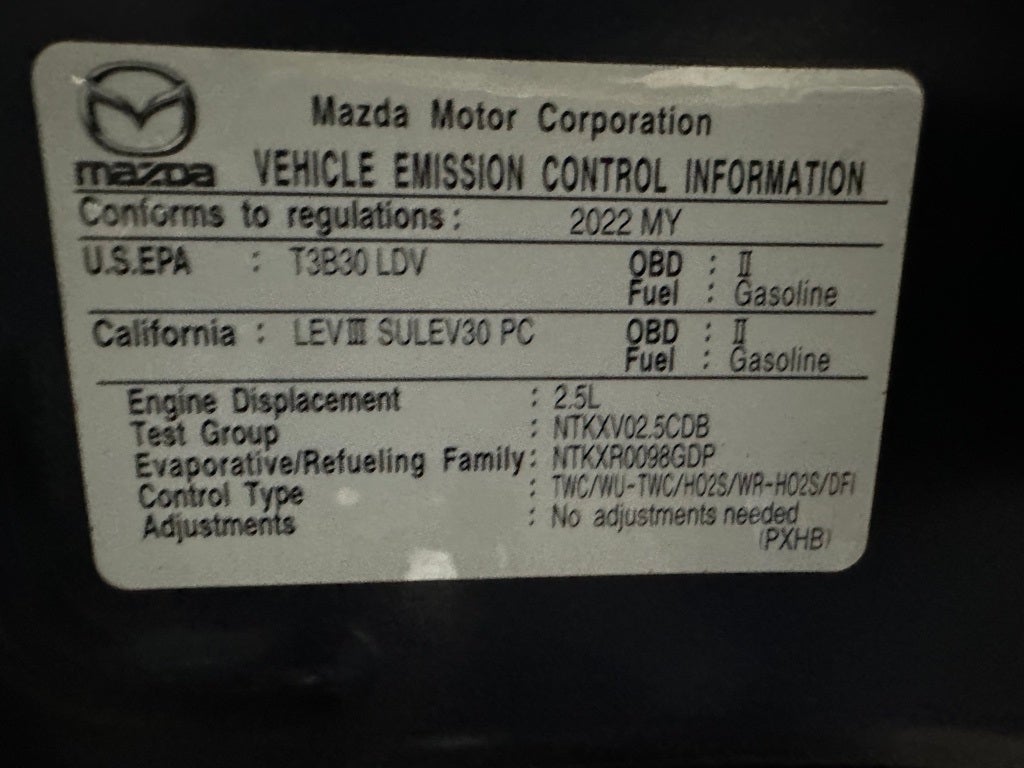 Mazda Motor Corporation
mazda VEHICLE EMISSION CONTROL INFORMATION
Conforms to regulations : 2022 MY
U.S.EPA : T3B30 LDV OBD : II
Fuel : Gasoline
California : LEVIII SULEV30 PC OBD : II
Fuel : Gasoline
Engine Displacement : 2.5L
Test Group : NTKXV02.5CDB
Evaporative/Refueling Family : NTKXR0098GDP
Control Type : TWC/WU-TWC/HO2S/WR-HO2S/DFI
Adjustments : No adjustments needed
(PXHB)